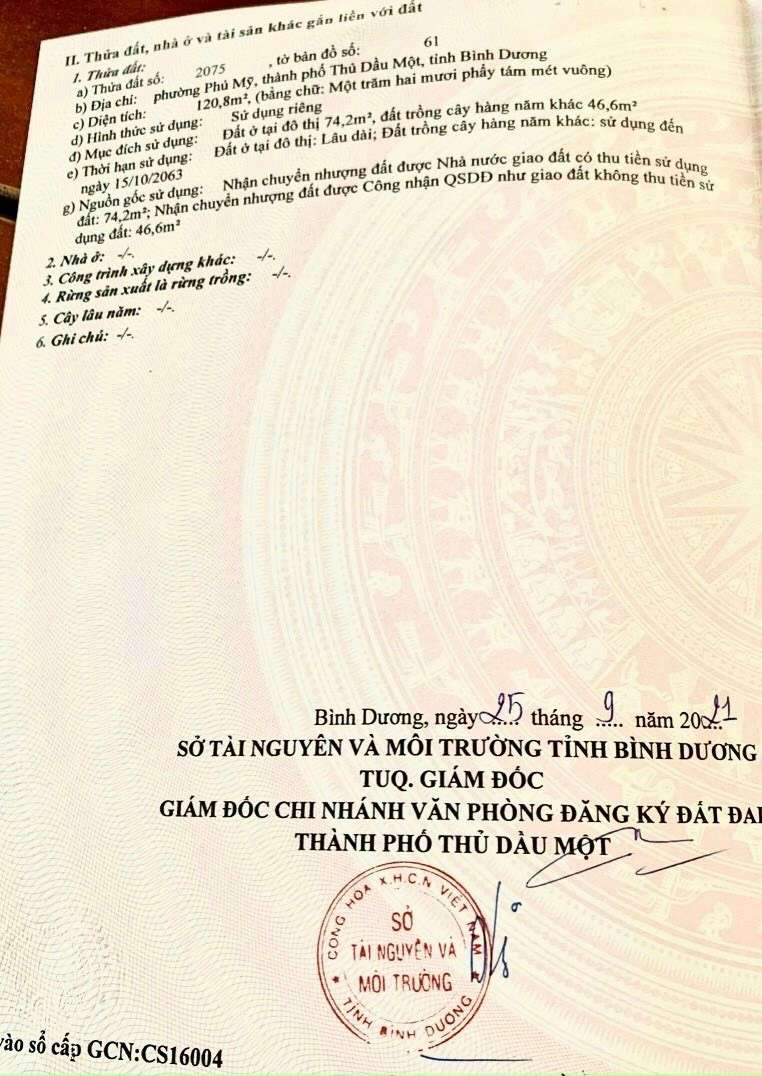 II. Thửa đất, nhà ở và tài sản khác gắn liền với đất
1. Thửa đất:
a) Thửa đất số: 2075 , tờ bản đồ số: 61
b) Địa chỉ: phường Phú Mỹ, thành phố Thủ Dầu Một, tỉnh Bình Dương
c) Diện tích: 120,8m², (bằng chữ: Một trăm hai mươi phẩy tám mét vuông)
d) Hình thức sử dụng: Sử dụng riêng
đ) Mục đích sử dụng: Đất ở tại đô thị 74,2m², đất trồng cây hàng năm khác 46,6m²
e) Thời hạn sử dụng: Đất ở tại đô thị: Lâu dài; Đất trồng cây hàng năm khác: sử dụng đến
ngày 15/10/2063
g) Nguồn gốc sử dụng: Nhận chuyển nhượng đất được Nhà nước giao đất có thu tiền sử dụng
đất: 74,2m²; Nhận chuyển nhượng đất được Công nhận QSDĐ như giao đất không thu tiền sử
dụng đất: 46,6m²
2. Nhà ở: -/-.
3. Công trình xây dựng khác: -/-.
4. Rừng sản xuất là rừng trồng: -/-.
5. Cây lâu năm: -/-.
6. Ghi chú: -/-.
Bình Dương, ngày 25 tháng 9 năm 2021
SỞ TÀI NGUYÊN VÀ MÔI TRƯỜNG TỈNH BÌNH DƯƠNG
TUQ. GIÁM ĐỐC
GIÁM ĐỐC CHI NHÁNH VĂN PHÒNG ĐĂNG KÝ ĐẤT ĐAI
THÀNH PHỐ THỦ DẦU MỘT
CỘNG HÒA X.H.C.N VIỆT NAM
SỞ
TÀI NGUYÊN VÀ
MÔI TRƯỜNG
TỈNH BÌNH DƯƠNG
vào sổ cấp GCN:CS16004